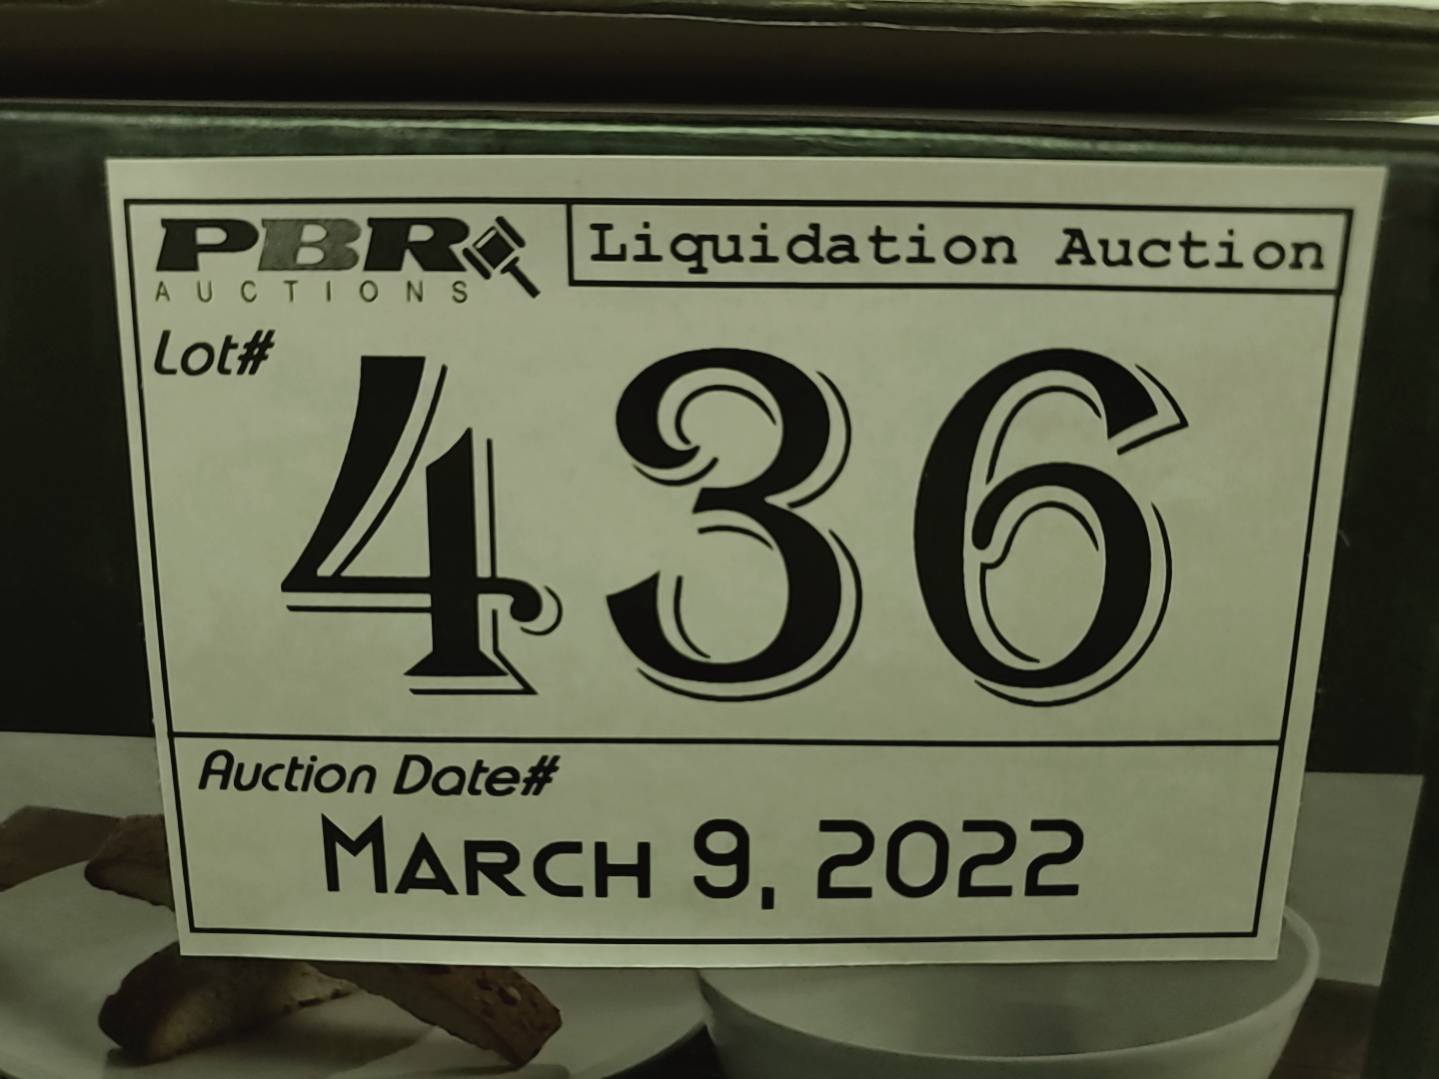 PBR
AUCTIONS
Liquidation Auction
Lot#
436
Auction Date#
MARCH 9, 2022